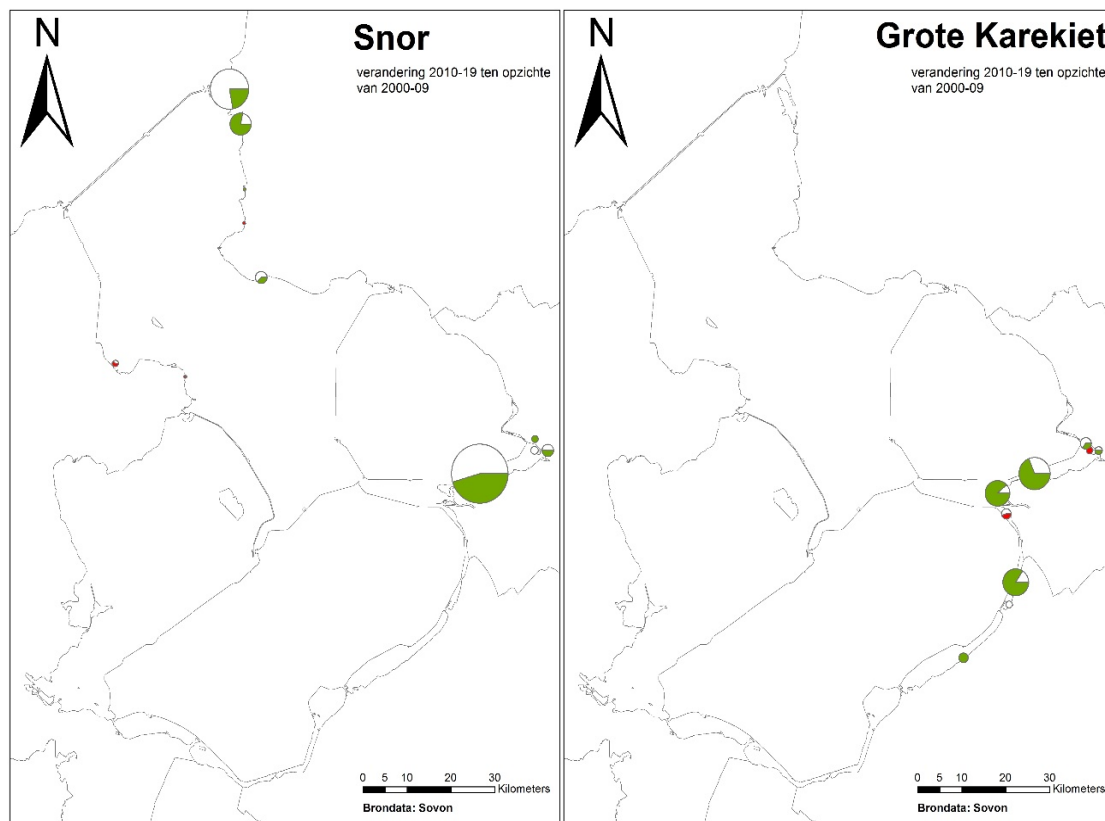 N
Snor
verandering 2010-19 ten opzichte
van 2000-09
0 5 10 20 30
Kilometers
Brondata: Sovon
N
Grote Karekiet
verandering 2010-19 ten opzichte
van 2000-09
0 5 10 20 30
Kilometers
Brondata: Sovon